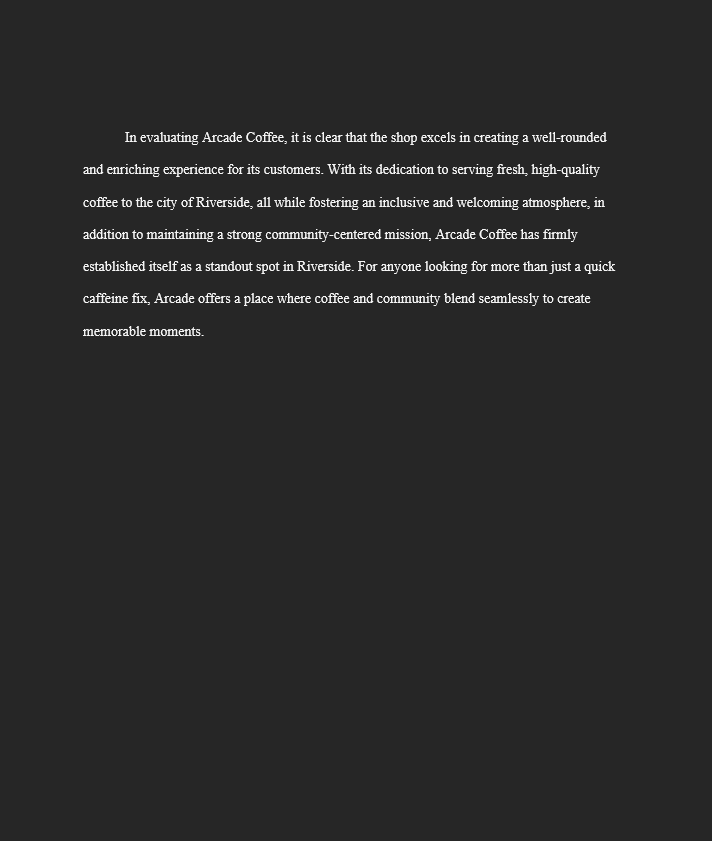 In evaluating Arcade Coffee, it is clear that the shop excels in creating a well-rounded
and enriching experience for its customers. With its dedication to serving fresh, high-quality
coffee to the city of Riverside, all while fostering an inclusive and welcoming atmosphere, in
addition to maintaining a strong community-centered mission, Arcade Coffee has firmly
established itself as a standout spot in Riverside. For anyone looking for more than just a quick
caffeine fix, Arcade offers a place where coffee and community blend seamlessly to create
memorable moments.